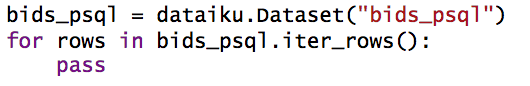 bids_psql = dataiku.Dataset("bids_psql")
for rows in bids_psql.iter_rows():
    pass